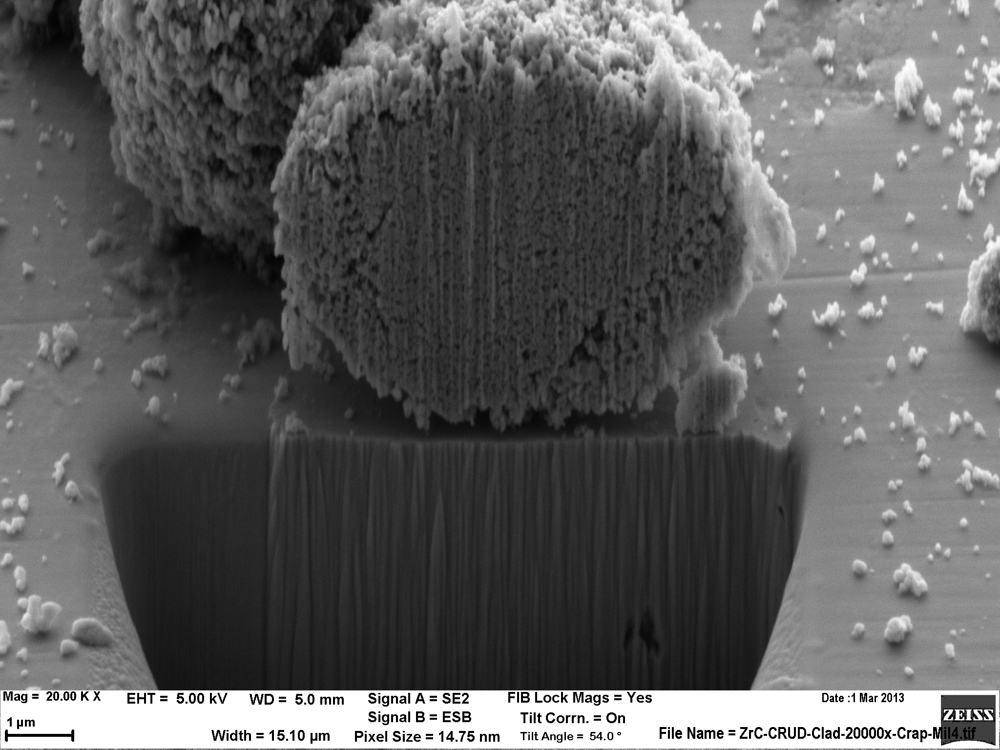 Mag = 20.00 K X
EHT = 5.00 kV
WD = 5.0 mm
Signal A = SE2
FIB Lock Mags = Yes
Date :1 Mar 2013
1 µm
Signal B = ESB
Tilt Corrn. = On
ZEISS
Width = 15.10 µm
Pixel Size = 14.75 nm
Tilt Angle = 54.0 °
File Name = ZrC-CRUD-Clad-20000x-Crap-Mil4.tif